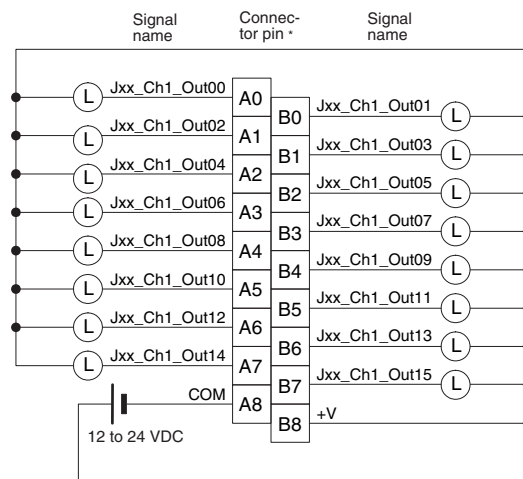 Signal name Connec-tor pin * Signal name
L Jxx_Ch1_Out00 A0
B0 Jxx_Ch1_Out01 L
L Jxx_Ch1_Out02 A1
B1 Jxx_Ch1_Out03 L
L Jxx_Ch1_Out04 A2
B2 Jxx_Ch1_Out05 L
L Jxx_Ch1_Out06 A3
B3 Jxx_Ch1_Out07 L
L Jxx_Ch1_Out08 A4
B4 Jxx_Ch1_Out09 L
L Jxx_Ch1_Out10 A5
B5 Jxx_Ch1_Out11 L
L Jxx_Ch1_Out12 A6
B6 Jxx_Ch1_Out13 L
L Jxx_Ch1_Out14 A7
B7 Jxx_Ch1_Out15 L
COM A8
B8 +V
12 to 24 VDC